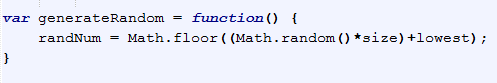 var generateRandom = function() {
    randNum = Math.floor((Math.random()*size)+lowest);
}